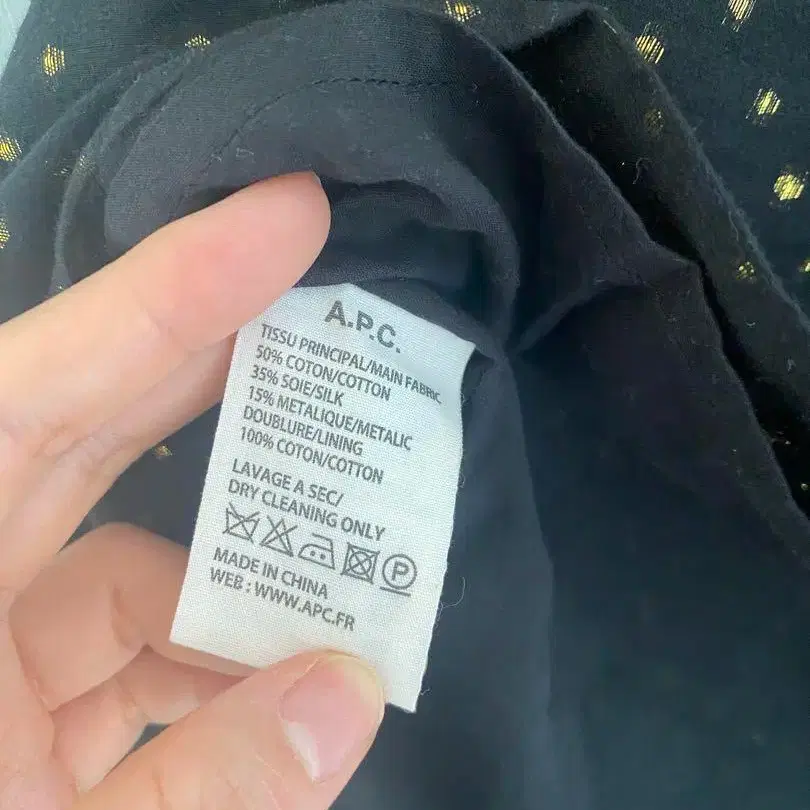 A.P.C.
TISSU PRINCIPAL/MAIN FABRIC
50% COTON/COTTON
35% SOIE/SILK
15% METALIQUE/METALIC
DOUBLURE/LINING
100% COTON/COTTON
LAVAGE A SEC/
DRY CLEANING ONLY
P
MADE IN CHINA
WEB : WWW.APC.FR